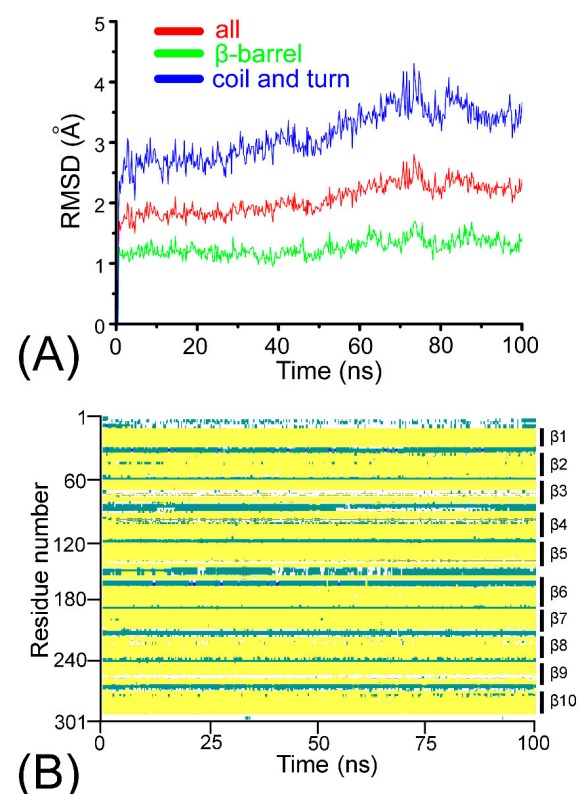 5
4
3
2
1
0
RMSD (Å)
all
β-barrel
coil and turn
0 20 40 60 80 100
Time (ns)
(A)
1
60
120
180
240
301
Residue number
β1
β2
β3
β4
β5
β6
β7
β8
β9
β10
0 25 50 75 100
Time (ns)
(B)